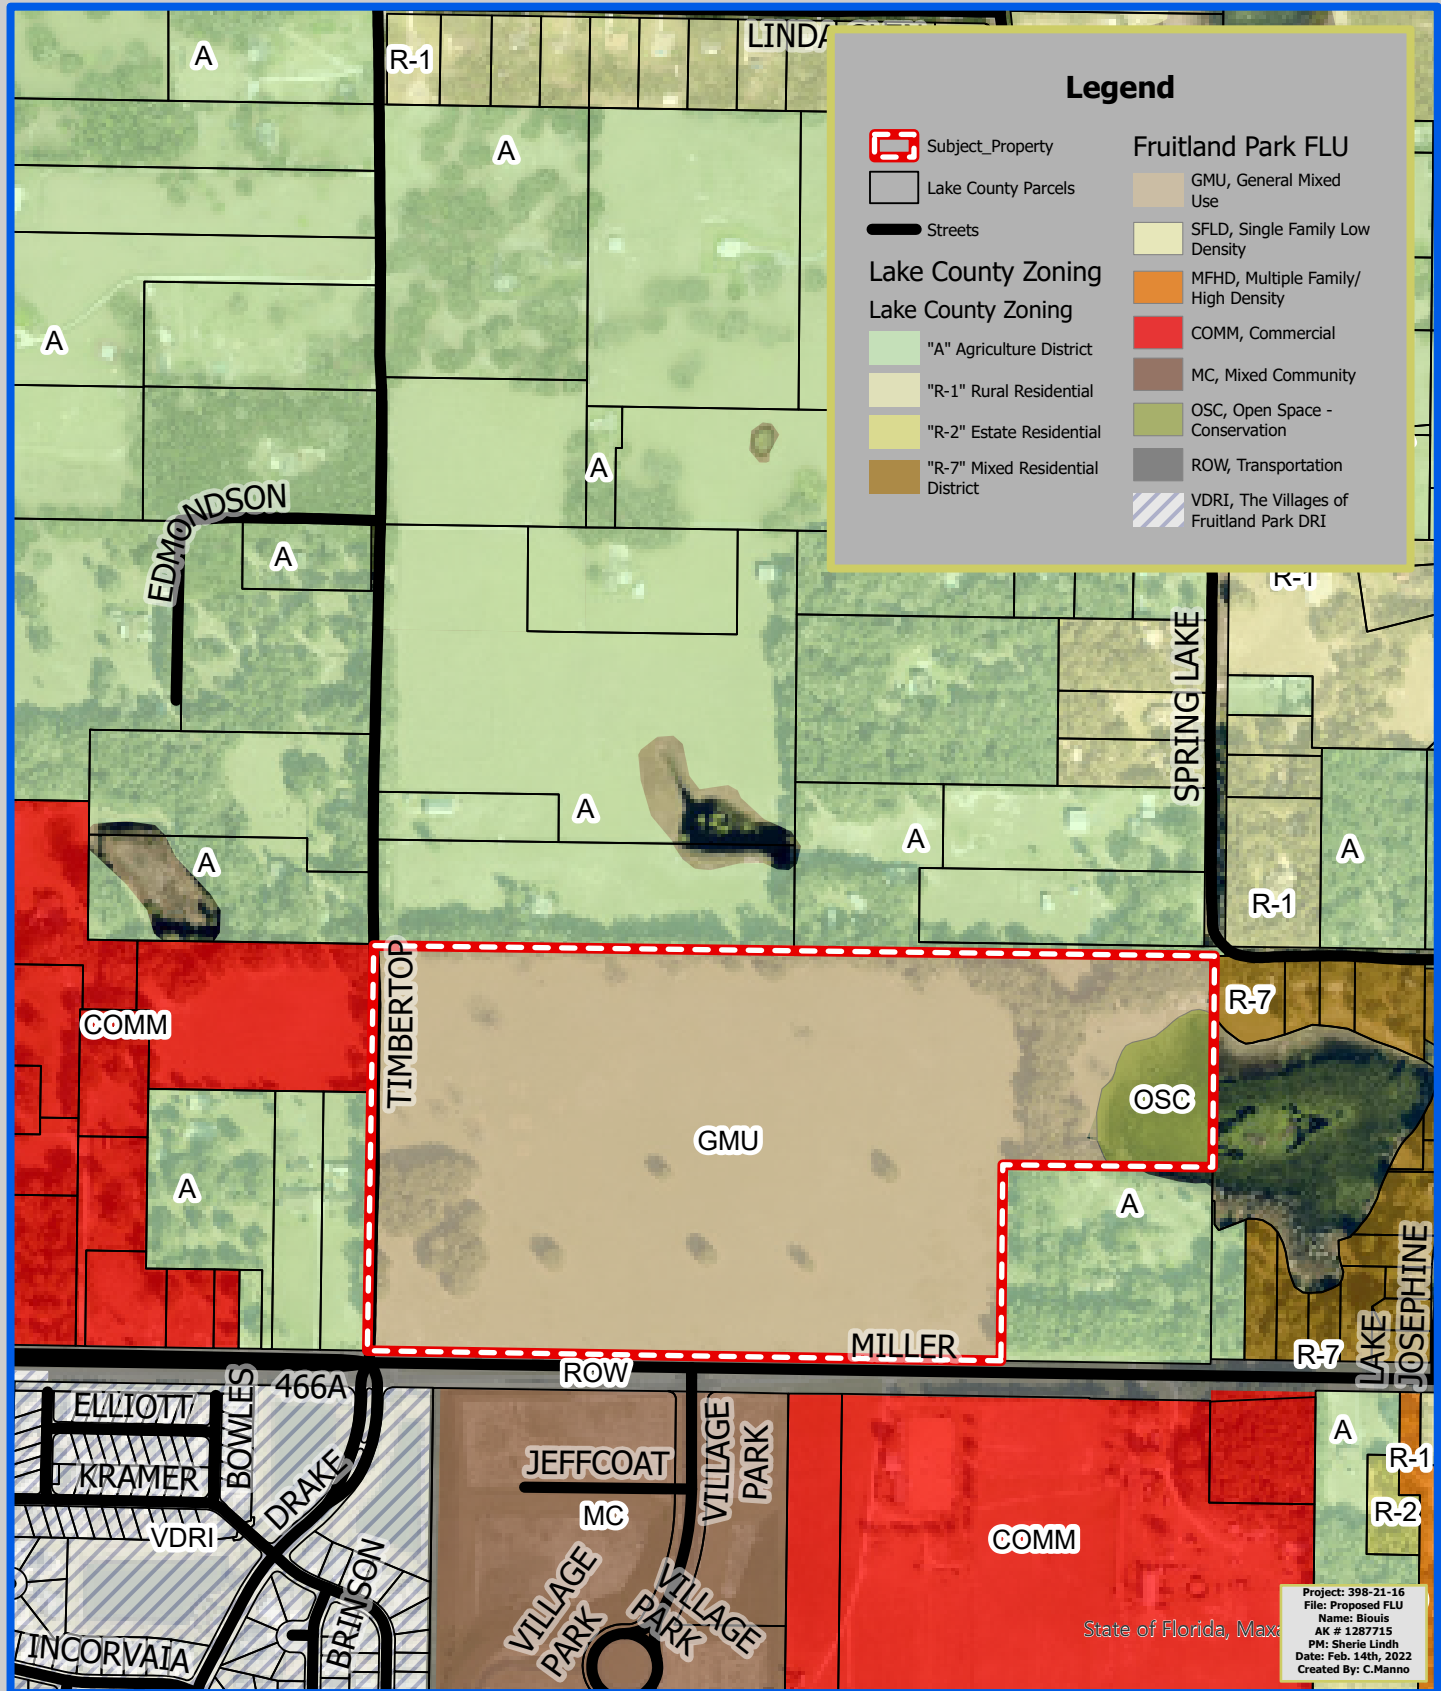 A
R-1
LINDA
A
Legend
Subject_Property
Lake County Parcels
Streets
Lake County Zoning
Lake County Zoning
"A" Agriculture District
"R-1" Rural Residential
"R-2" Estate Residential
"R-7" Mixed Residential
District
Fruitland Park FLU
GMU, General Mixed
Use
SFLD, Single Family Low
Density
MFHD, Multiple Family/
High Density
COMM, Commercial
MC, Mixed Community
OSC, Open Space -
Conservation
ROW, Transportation
VDRI, The Villages of
Fruitland Park DRI
A
A
EDMONDSON
A
R-1
SPRING LAKE
A
A
A
A
R-1
TIMBERTOP
COMM
R-7
OSC
GMU
A
A
MILLER
ROW
R-7
LAKE
JOSEPHINE
466A
ELLIOTT
BOWLES
KRAMER
DRAKE
VDRI
BRINSON
INCORVAIA
JEFFCOAT
MC
VILLAGE
PARK
VILLAGE
PARK
VILLAGE
PARK
COMM
A
R-1
R-2
State of Florida, Maxa
Project: 398-21-16
File: Proposed FLU
Name: Biouis
AK # 1287715
PM: Sherie Lindh
Date: Feb. 14th, 2022
Created By: C.Manno